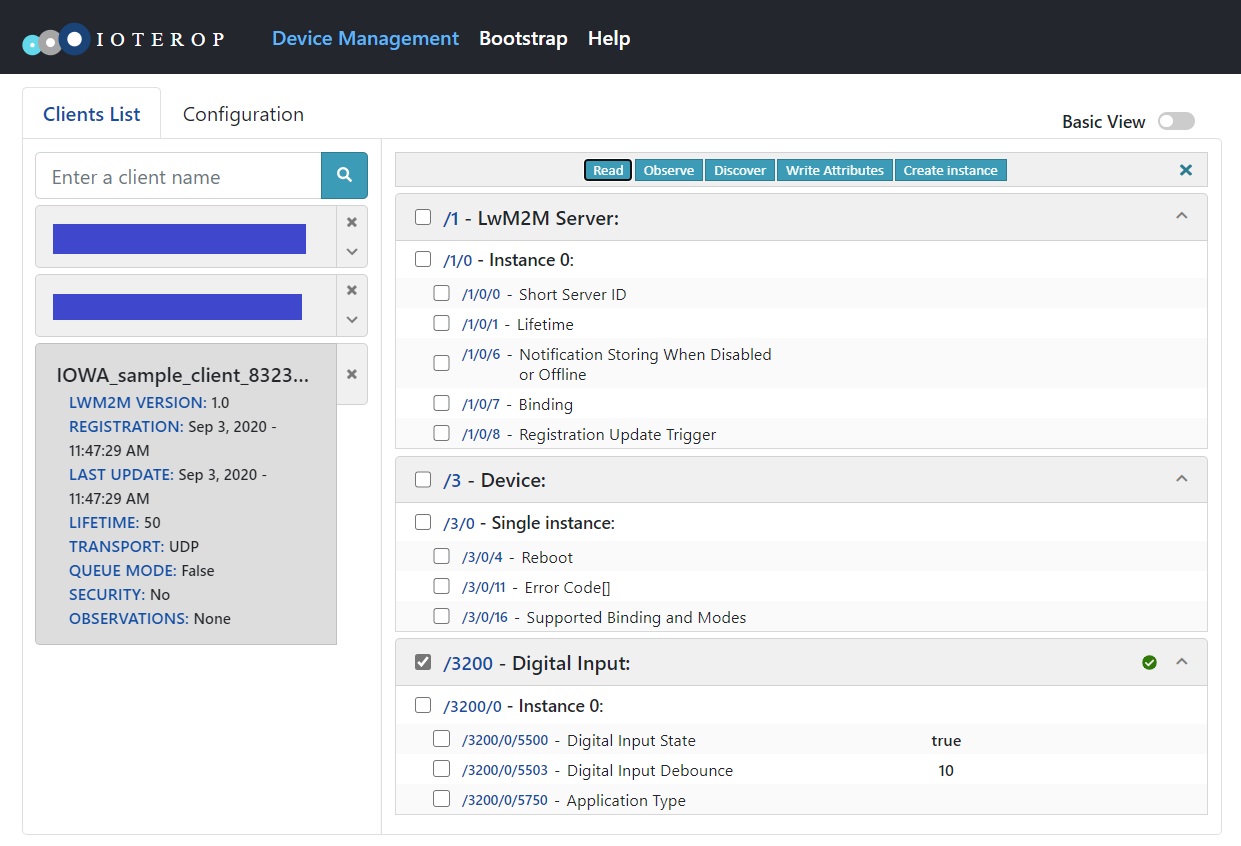 IOTEROP
Device Management Bootstrap Help
Clients List Configuration
Basic View
Enter a client name
IOWA_sample_client_8323...
LWM2M VERSION: 1.0
REGISTRATION: Sep 3, 2020 -
11:47:29 AM
LAST UPDATE: Sep 3, 2020 -
11:47:29 AM
LIFETIME: 50
TRANSPORT: UDP
QUEUE MODE: False
SECURITY: No
OBSERVATIONS: None
Read Observe Discover Write Attributes Create instance
/1 - LwM2M Server:
/1/0 - Instance 0:
/1/0/0 - Short Server ID
/1/0/1 - Lifetime
/1/0/6 - Notification Storing When Disabled
or Offline
/1/0/7 - Binding
/1/0/8 - Registration Update Trigger
/3 - Device:
/3/0 - Single instance:
/3/0/4 - Reboot
/3/0/11 - Error Code[]
/3/0/16 - Supported Binding and Modes
/3200 - Digital Input:
/3200/0 - Instance 0:
/3200/0/5500 - Digital Input State true
/3200/0/5503 - Digital Input Debounce 10
/3200/0/5750 - Application Type